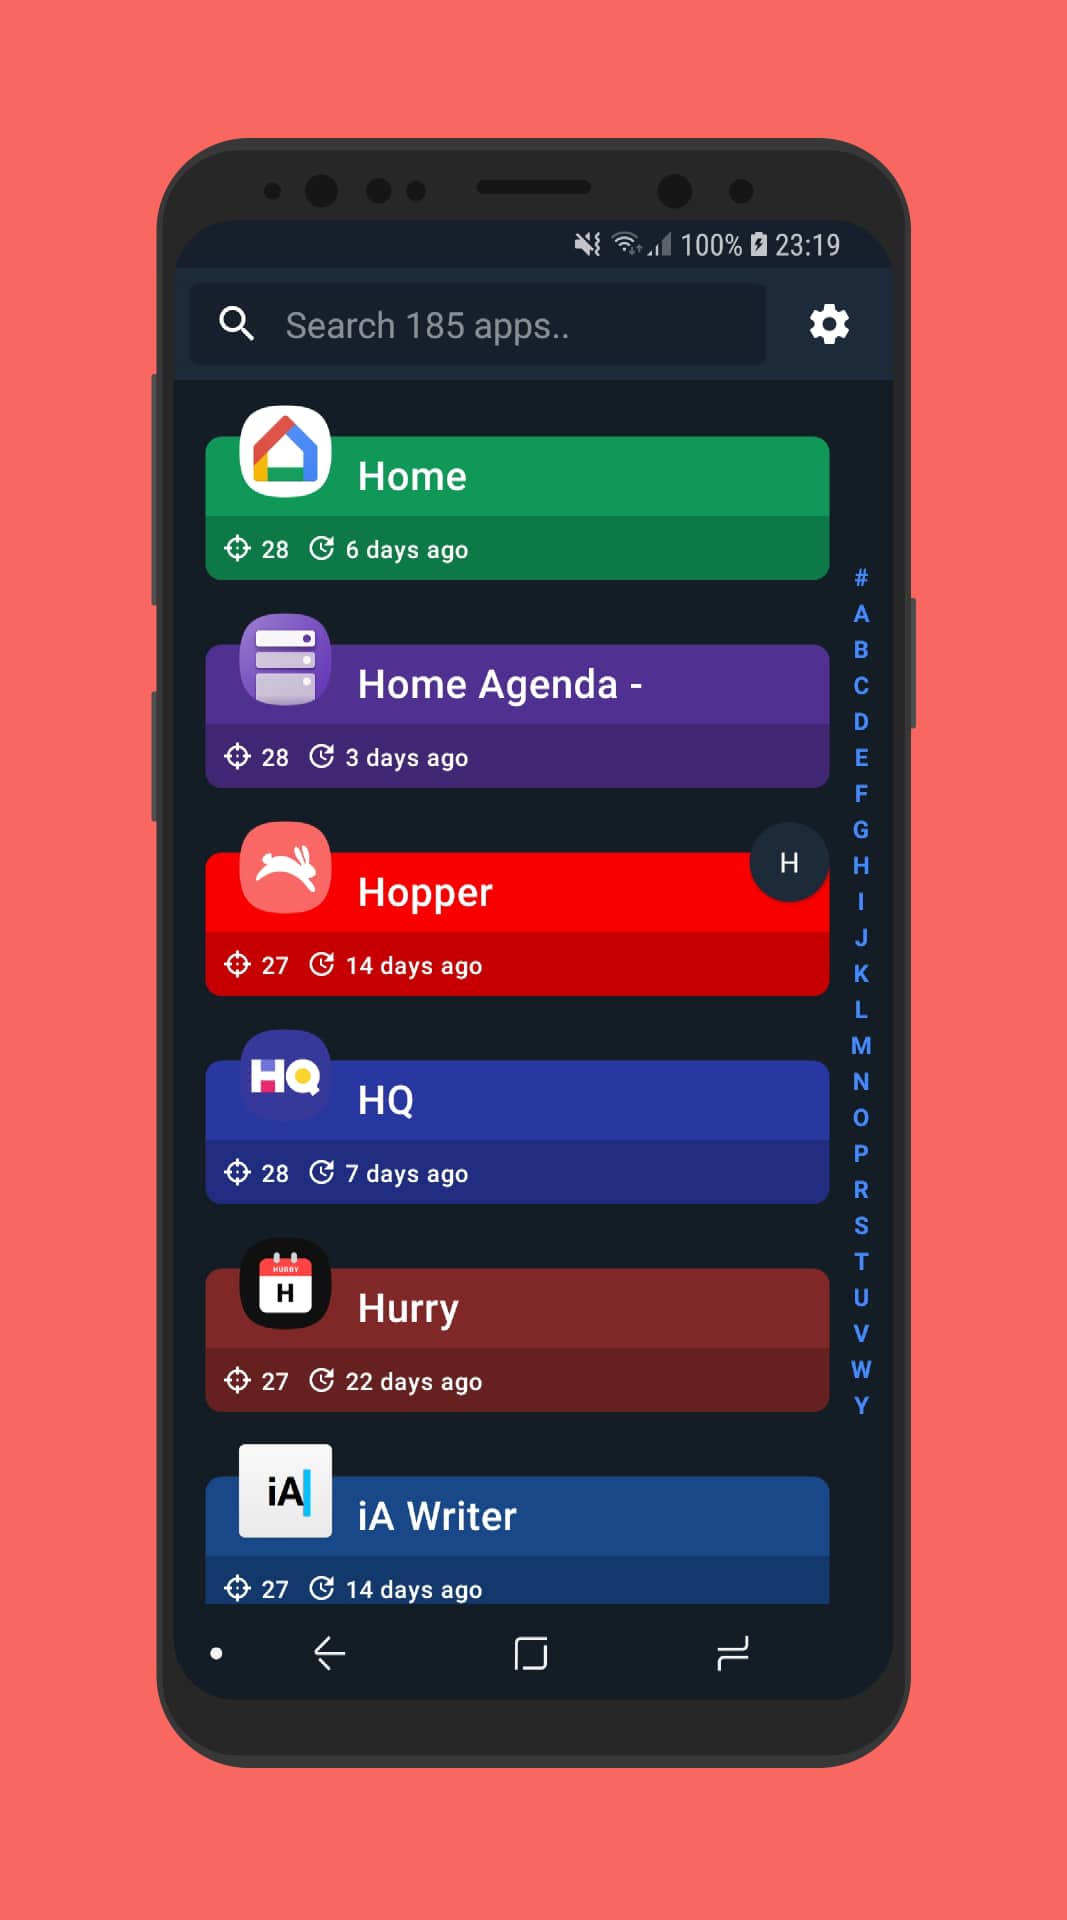 100% 23:19
Search 185 apps..
Home
28 6 days ago
Home Agenda -
28 3 days ago
Hopper
H
27 14 days ago
HQ
HQ
28 7 days ago
HURRY
H
Hurry
27 22 days ago
iA
iA Writer
27 14 days ago
#
A
B
C
D
E
F
G
H
I
J
K
L
M
N
O
P
R
S
T
U
V
W
Y